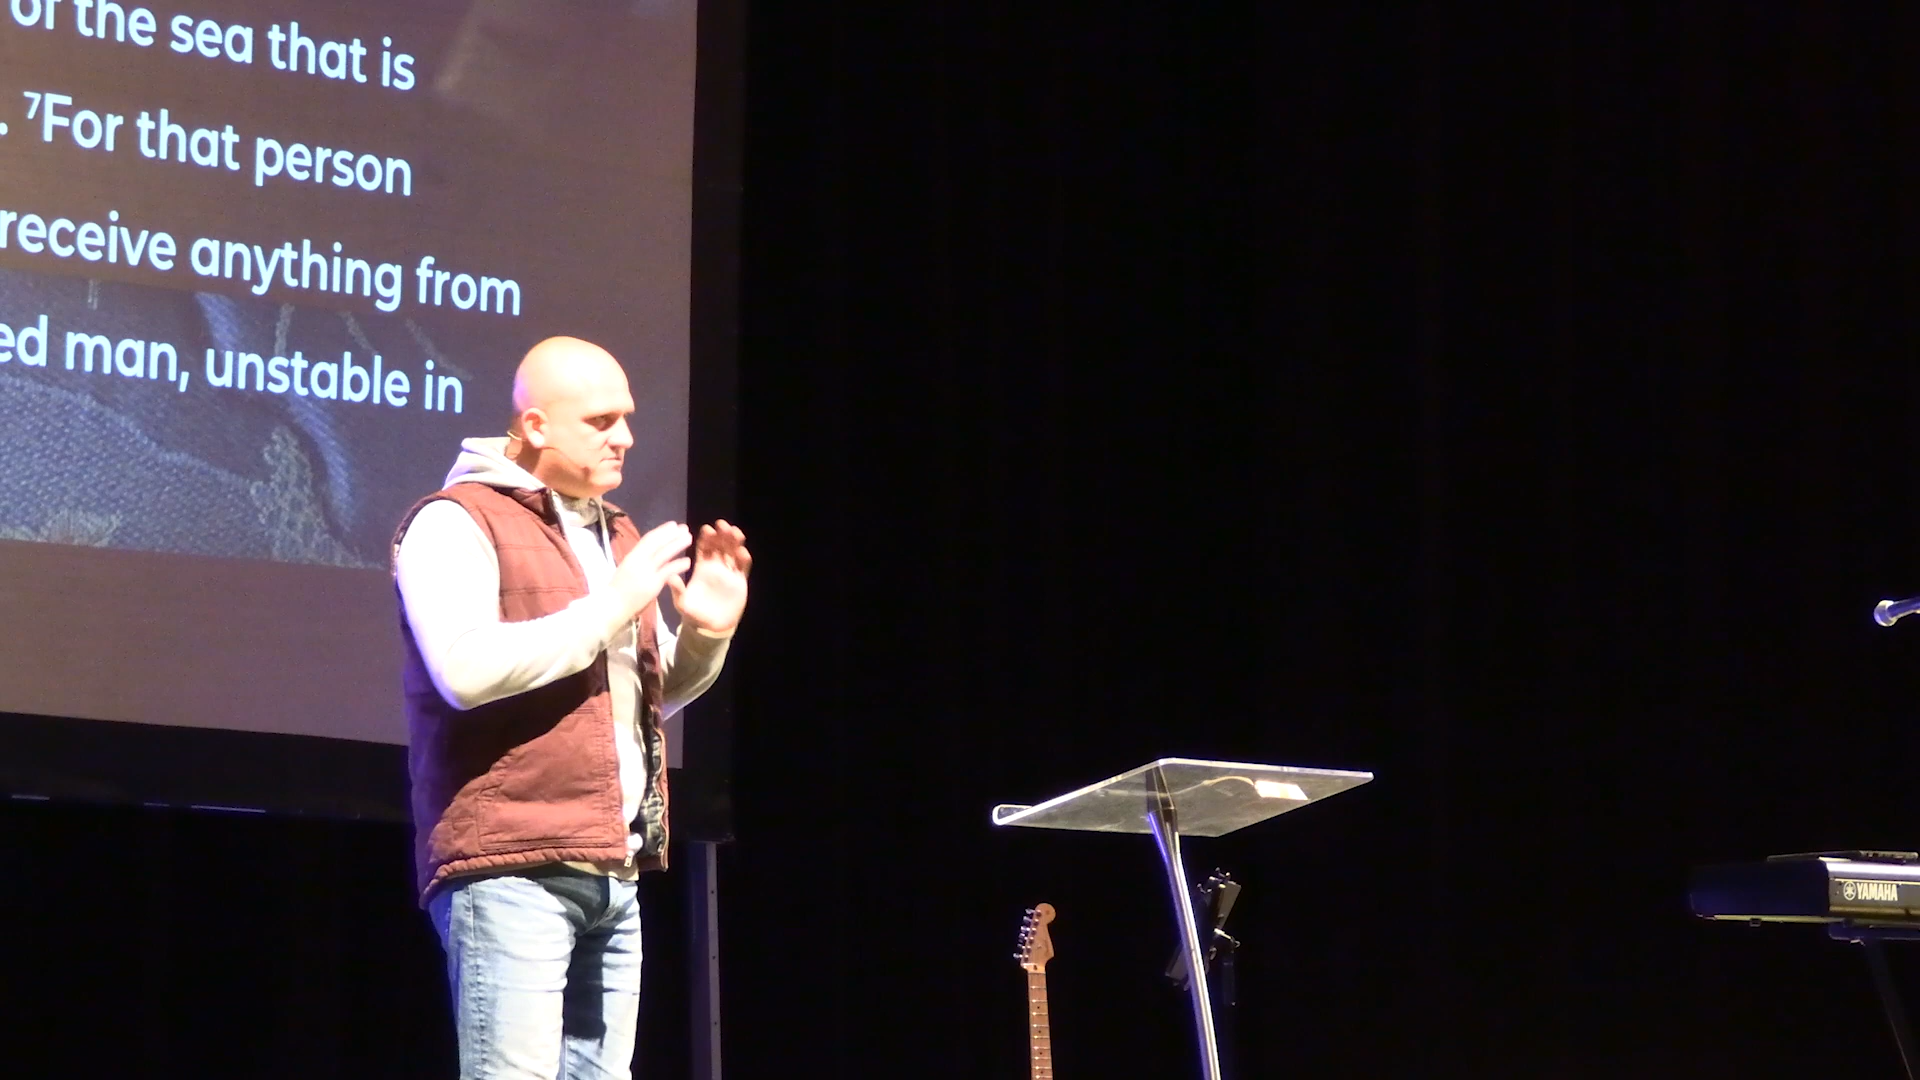 of the sea that is
. ⁷For that person
receive anything from
ed man, unstable in
YAMAHA